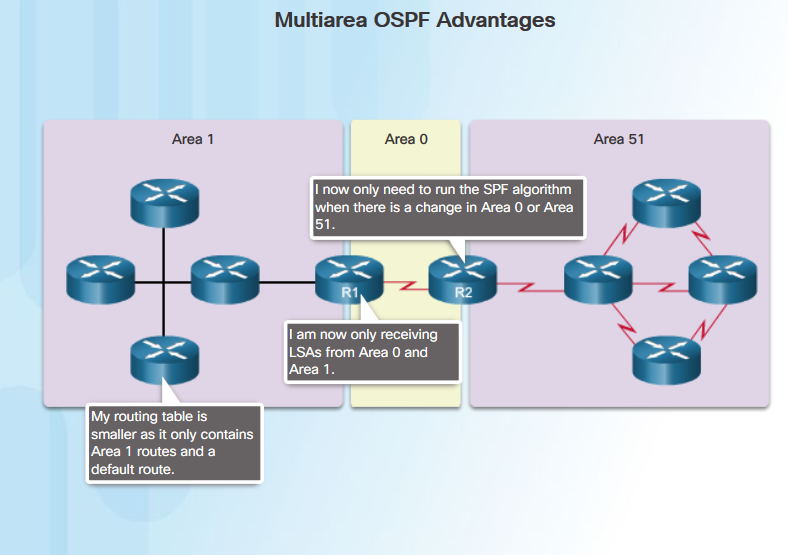 Multiarea OSPF Advantages
Area 1
Area 0
Area 51
I now only need to run the SPF algorithm
when there is a change in Area 0 or Area
51.
R1
R2
I am now only receiving
LSAs from Area 0 and
Area 1.
My routing table is
smaller as it only contains
Area 1 routes and a
default route.